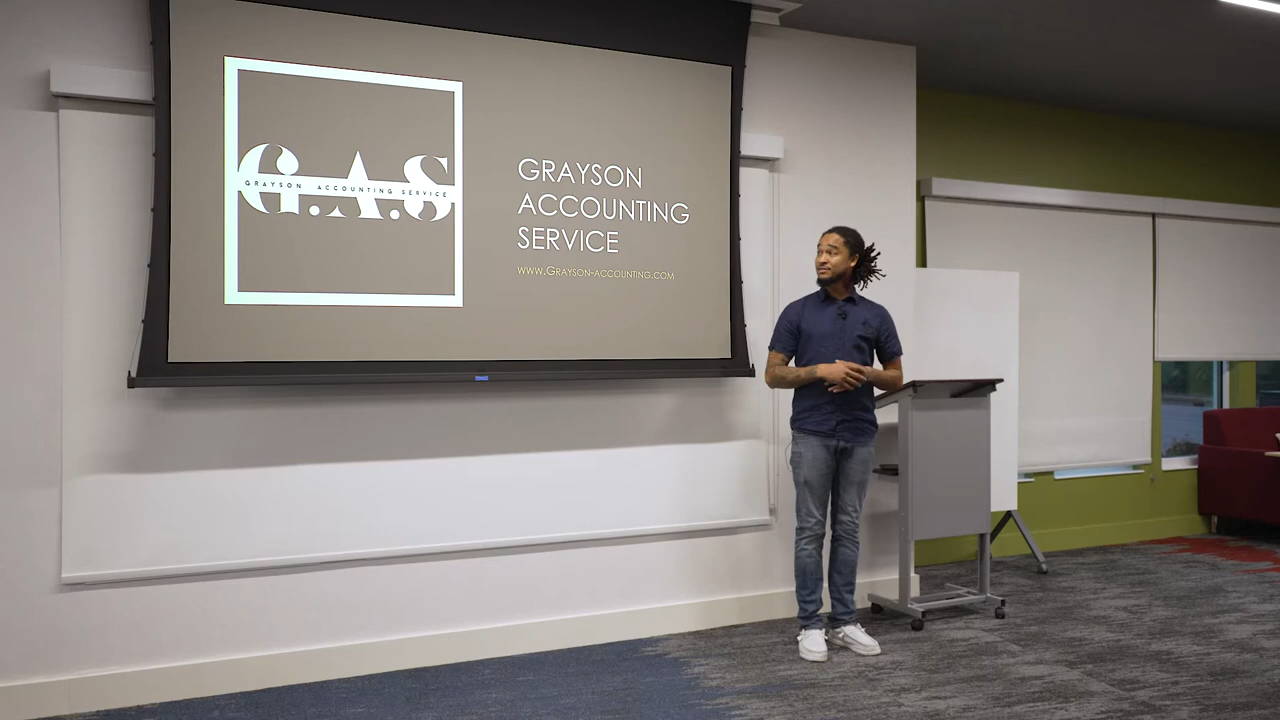 G.A.S
GRAYSON ACCOUNTING SERVICE
GRAYSON
ACCOUNTING
SERVICE
WWW.GRAYSON-ACCOUNTING.COM